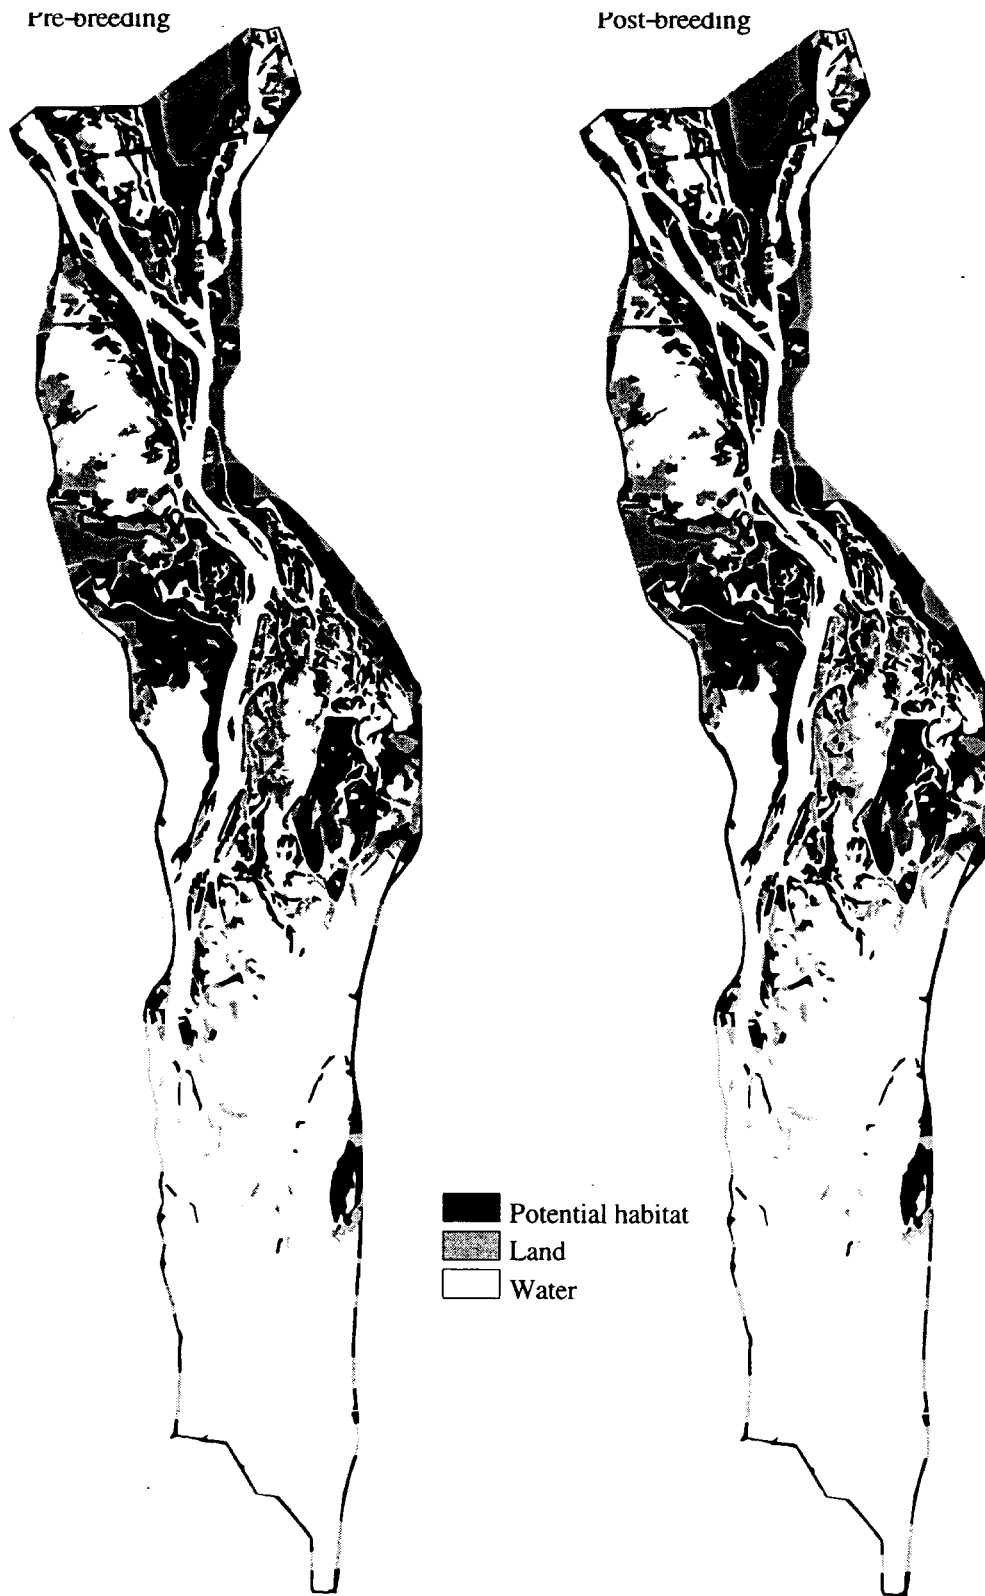 Pre-breeding
Post-breeding
Potential habitat
Land
Water